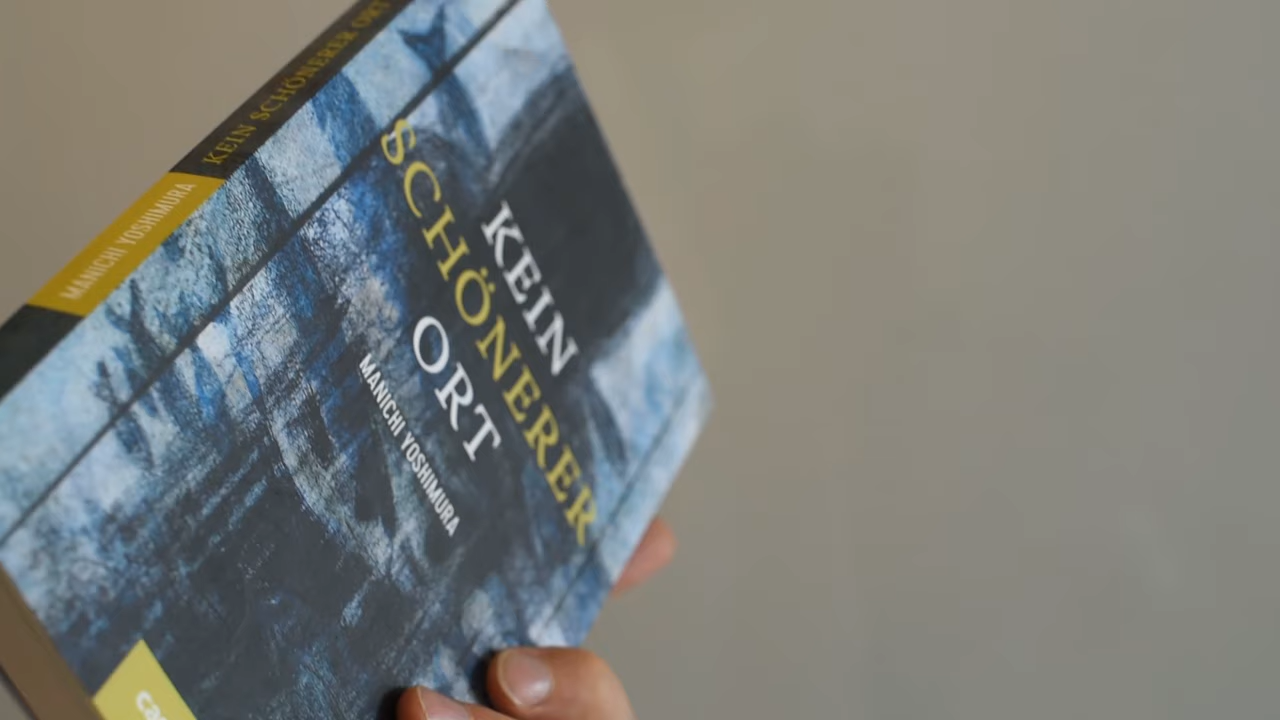 KEIN SCHÖNERER ORT
MANICHI YOSHIMURA
KEIN
SCHÖNERER
ORT
MANICHI YOSHIMURA